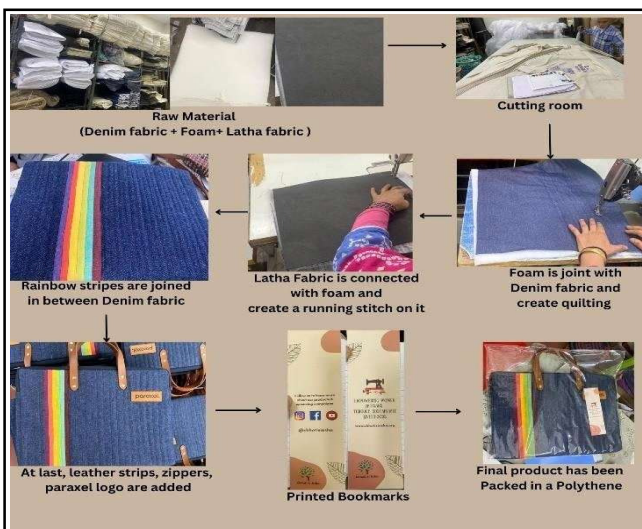 Raw Material
(Denim fabric + Foam+ Latha fabric )
Cutting room
Foam is joint with
Denim fabric and
create quilting
Latha Fabric is connected
with foam and
create a running stitch on it
Rainbow stripes are joined
in between Denim fabric
At last, leather strips, zippers,
paraxel logo are added
Printed Bookmarks
Final product has been
Packed in a Polythene